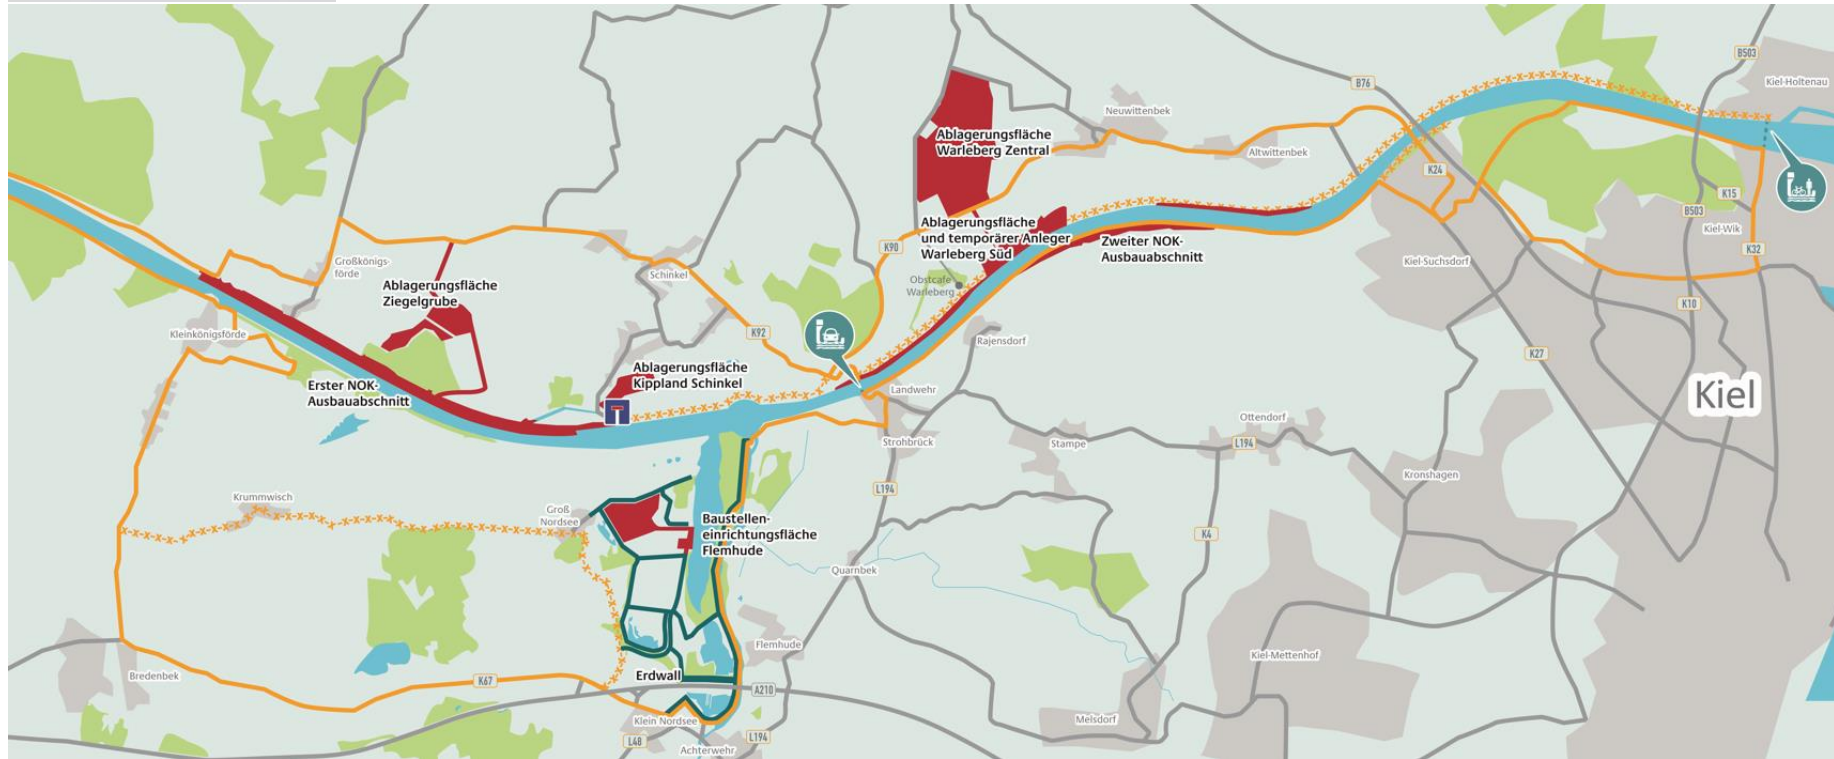 B503
Kiel-Holtenau
B76
Neuwittenbek
Ablagerungsfläche
Warleberg Zentral
Altwittenbek
K24
K15
B503
Kiel-Wik
K32
Ablagerungsfläche
und temporärer Anleger
Warleberg Süd
Zweiter NOK-
Ausbauabschnitt
K90
Großkönigs-
förde
Schinkel
Kiel-Suchsdorf
Ablagerungsfläche
Ziegelgrube
Obstcafe
Warleberg
K10
Kleinkönigsförde
K92
Rajensdorf
K27
Ablagerungsfläche
Kippland Schinkel
Erster NOK-
Ausbauabschnitt
Landwehr
Kiel
Ottendorf
Strohbrück
Stampe
L194
Kronshagen
Krummwisch
L194
Groß
Nordsee
Baustellen-
einrichtungsfläche
Flemhude
K4
Quarnbek
Flemhude
Kiel-Mettenhof
Bredenbek
Erdwall
K67
A210
Klein Nordsee
Melsdorf
L48
L194
Achterwehr